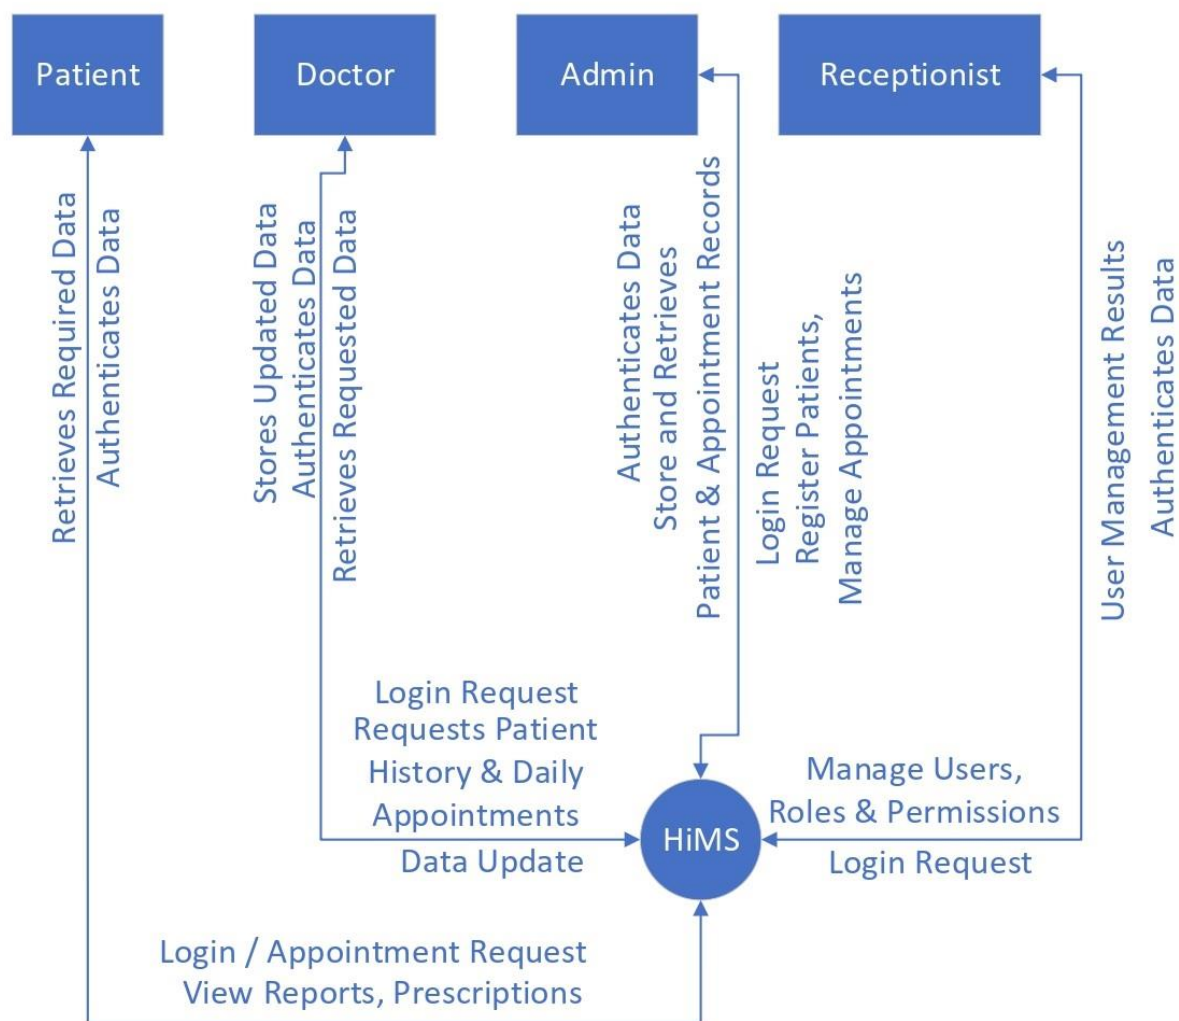 Patient
Doctor
Admin
Receptionist
Retrieves Required Data
Authenticates Data
Stores Updated Data
Authenticates Data
Retrieves Requested Data
Authenticates Data
Store and Retrieves
Patient & Appointment Records
Login Request
Register Patients,
Manage Appointments
User Management Results
Authenticates Data
Login Request
Requests Patient
History & Daily
Appointments
Data Update
HiMS
Manage Users,
Roles & Permissions
Login Request
Login / Appointment Request
View Reports, Prescriptions